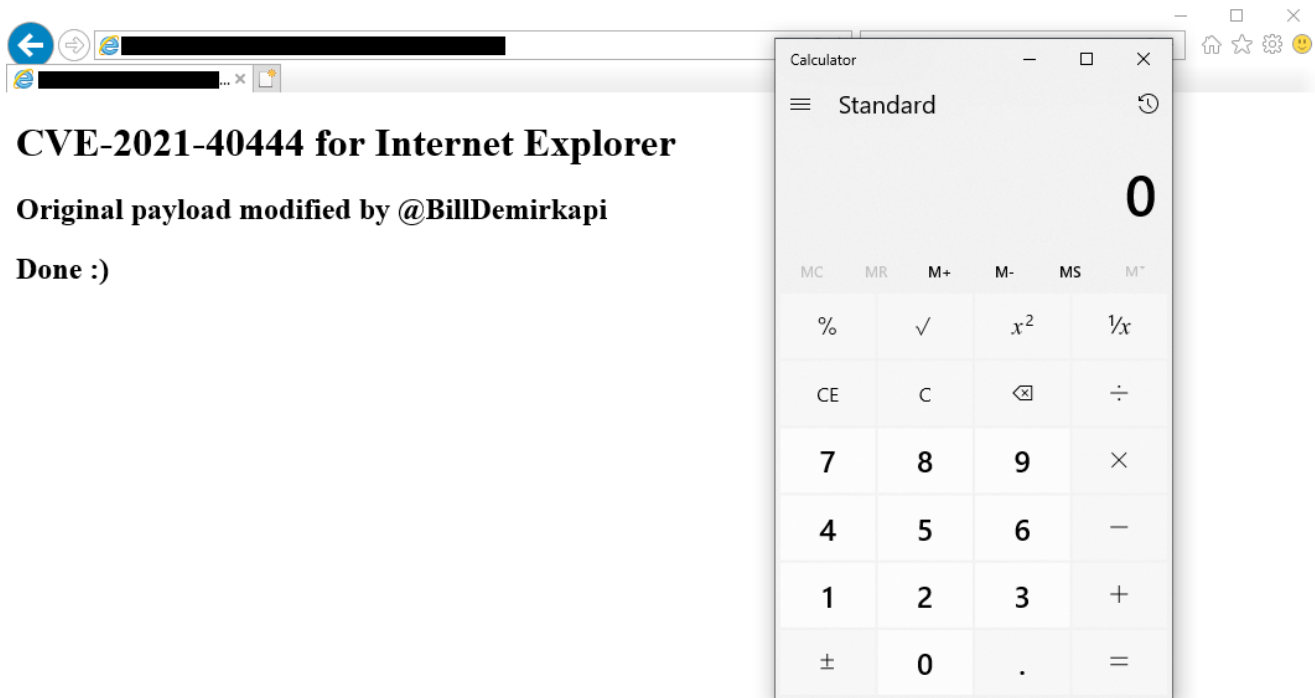 ...
CVE-2021-40444 for Internet Explorer
Original payload modified by @BillDemirkapi
Done :)
Calculator
Standard
0
MC MR M+ M- MS M˅
% √ x² ¹/x
CE C ÷
7 8 9 ×
4 5 6 −
1 2 3 +
± 0 . =